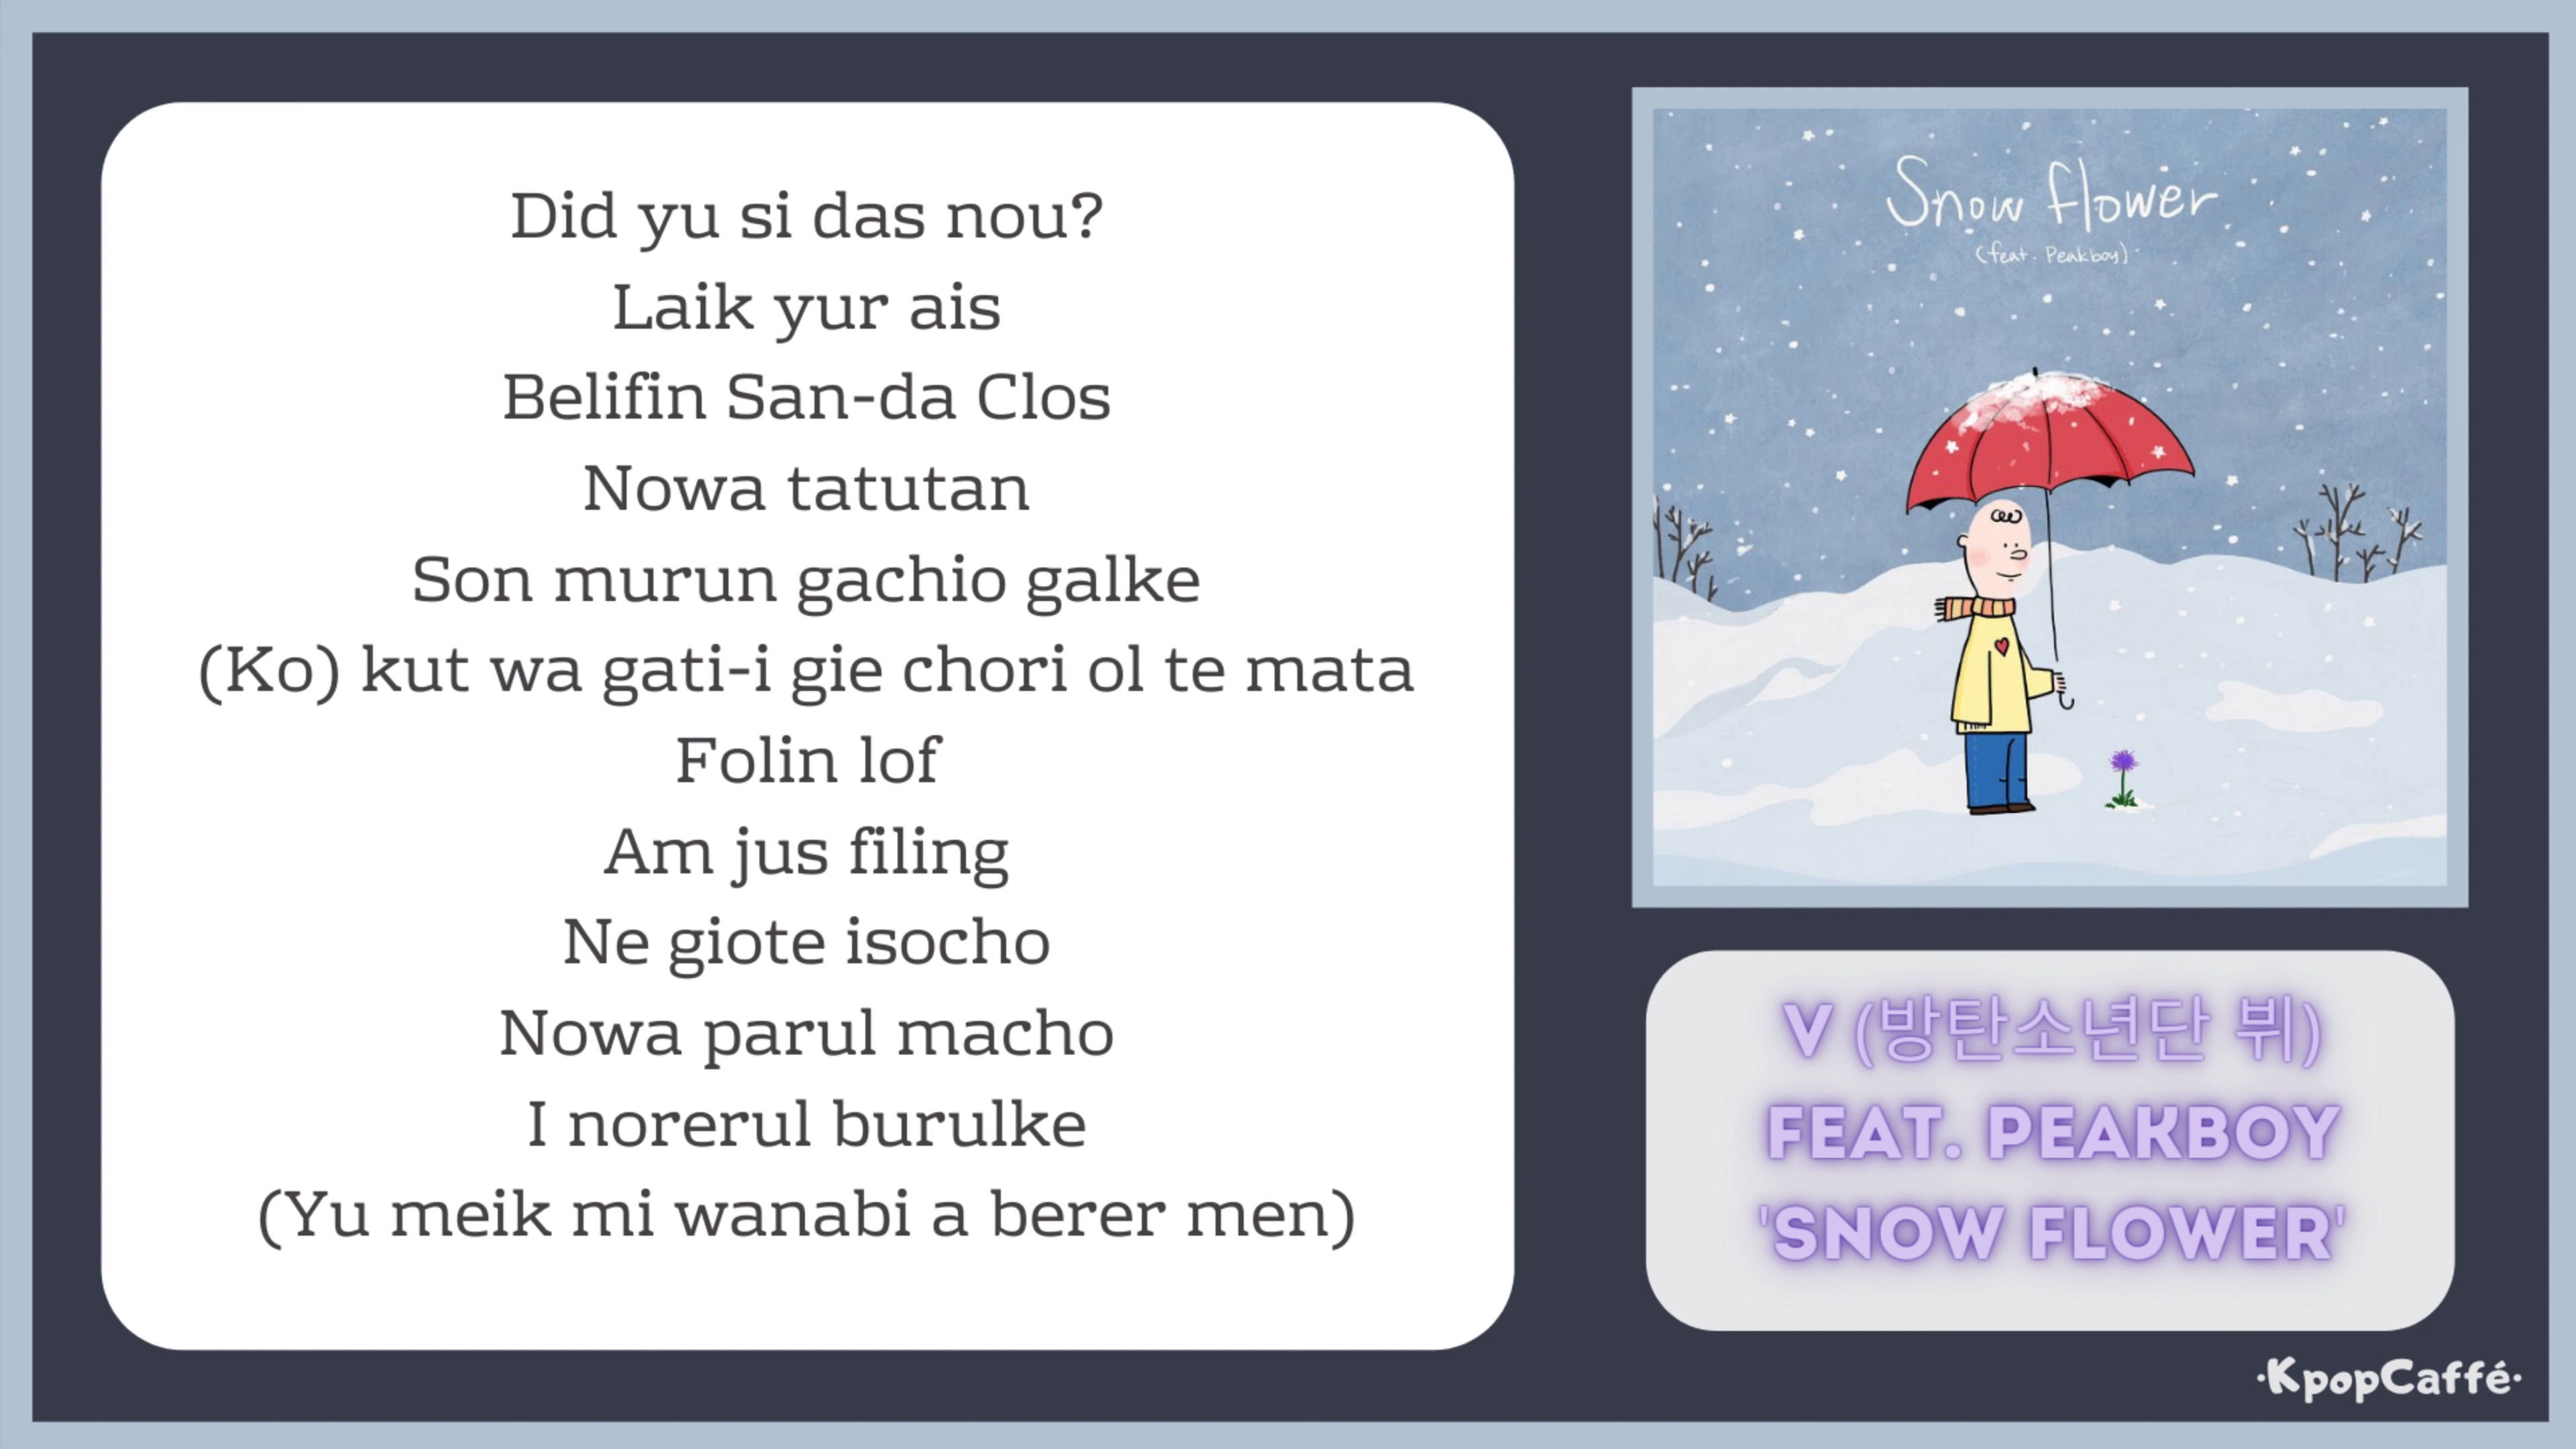 Did yu si das nou?
Laik yur ais
Belifin San-da Clos
Nowa tatutan
Son murun gachio galke
(Ko) kut wa gati-i gie chori ol te mata
Folin lof
Am jus filing
Ne giote isocho
Nowa parul macho
I norerul burulke
(Yu meik mi wanabi a berer men)
Snow flower
(feat. Peakboy)
V (방탄소년단 뷔)
FEAT. PEAKBOY
'SNOW FLOWER'
·KpopCaffé·